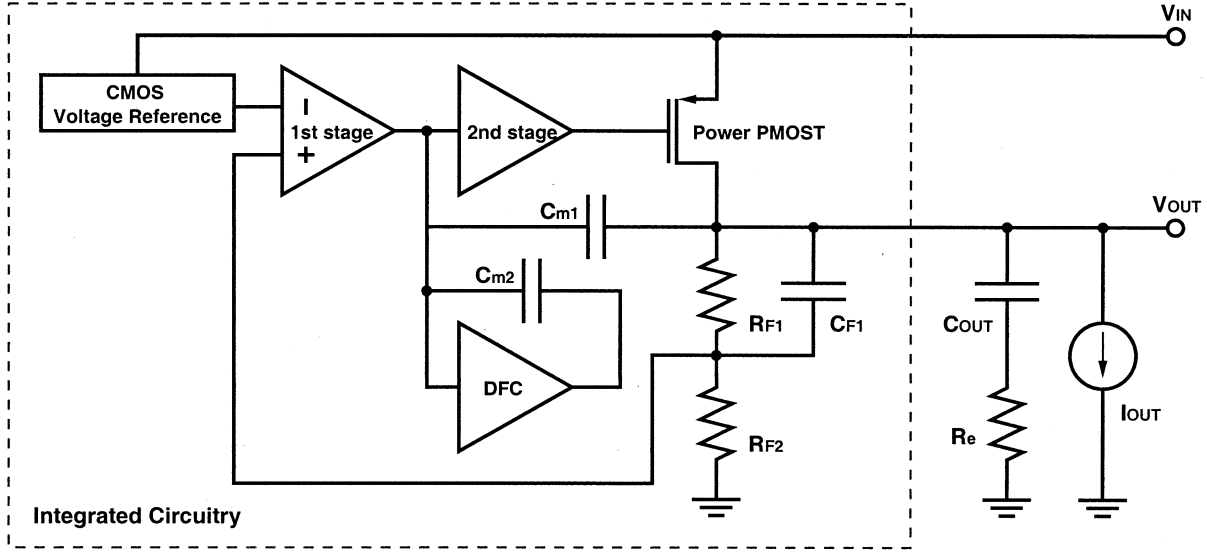 VIN
CMOS
Voltage Reference
−
1st stage
+
2nd stage
Power PMOST
VOUT
Cm1
Cm2
RF1
CF1
COUT
DFC
IOUT
RF2
Re
Integrated Circuitry